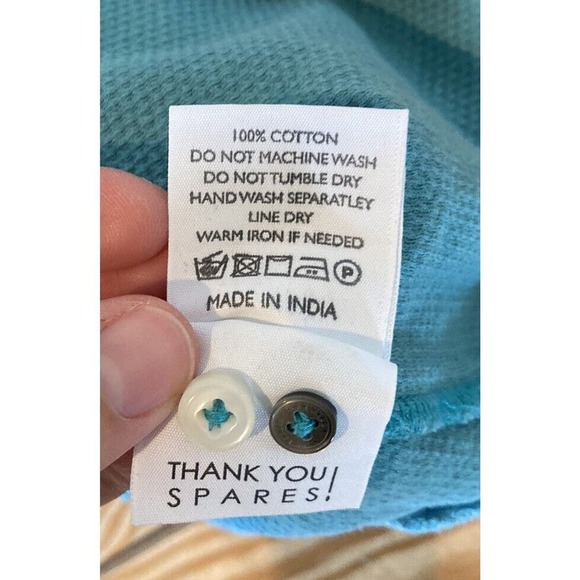 100% COTTON
DO NOT MACHINE WASH
DO NOT TUMBLE DRY
HAND WASH SEPARATLEY
LINE DRY
WARM IRON IF NEEDED
P
MADE IN INDIA
THANK YOU
SPARES!